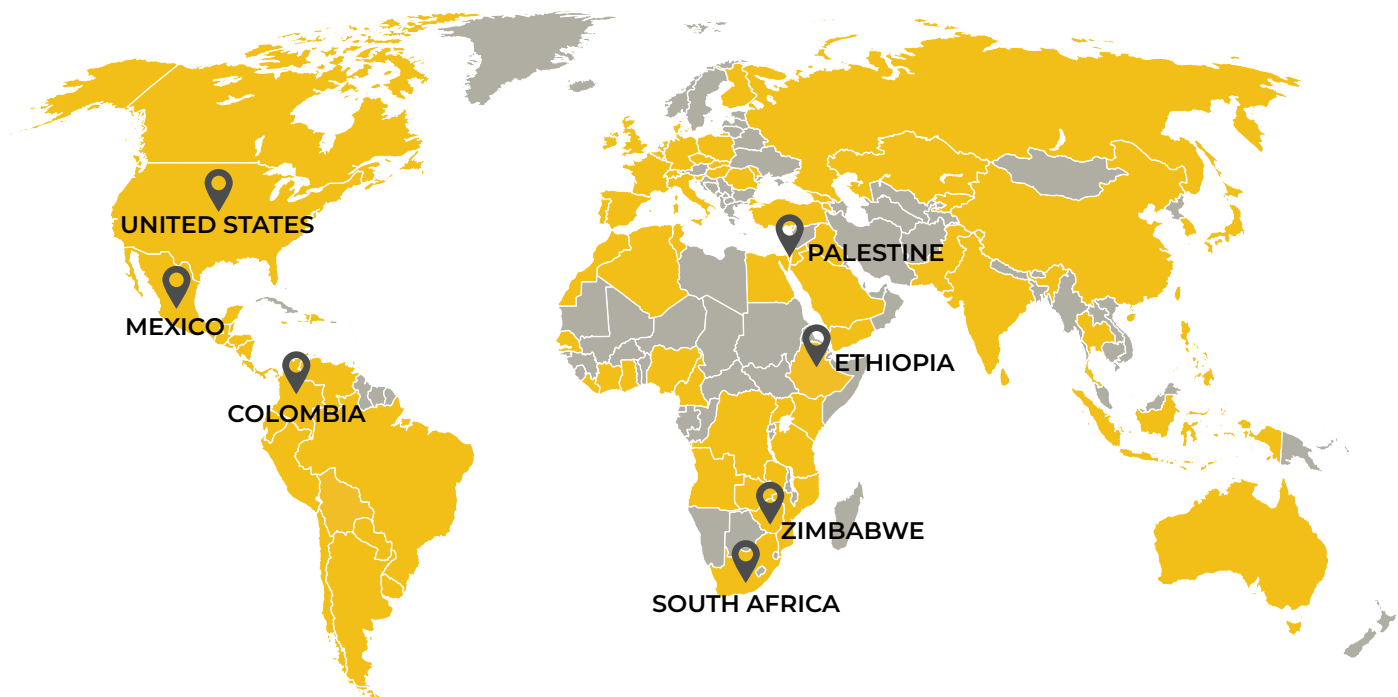 UNITED STATES
PALESTINE
MEXICO
ETHIOPIA
COLOMBIA
ZIMBABWE
SOUTH AFRICA